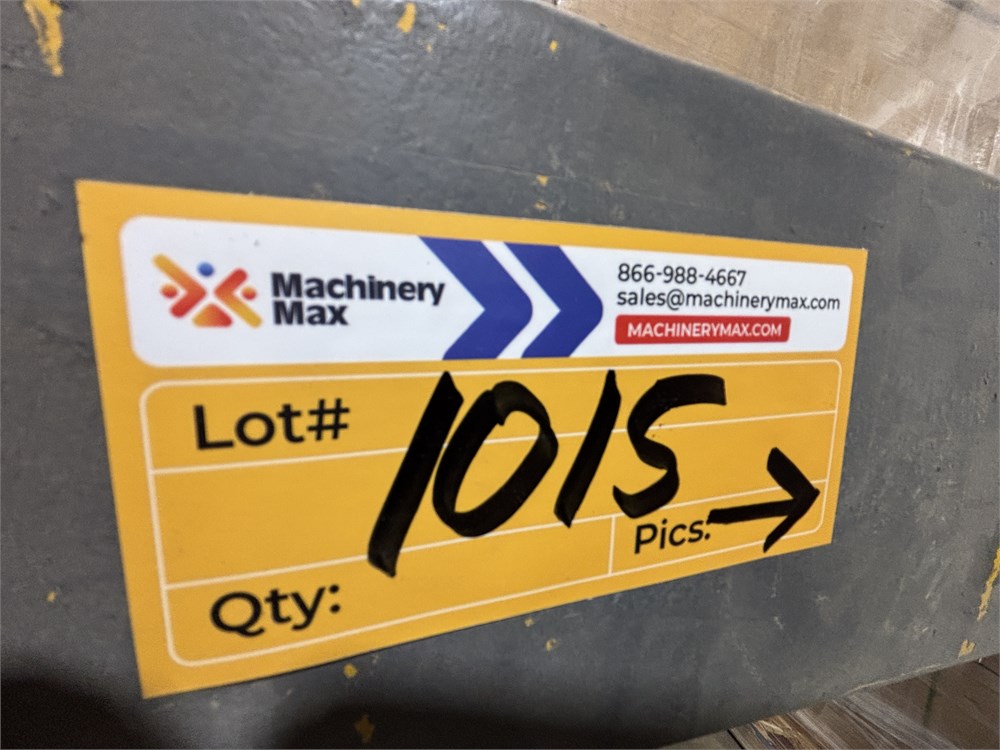 Machinery
Max
866-988-4667
sales@machinerymax.com
MACHINERYMAX.COM
Lot# 1015
Pics:
Qty: